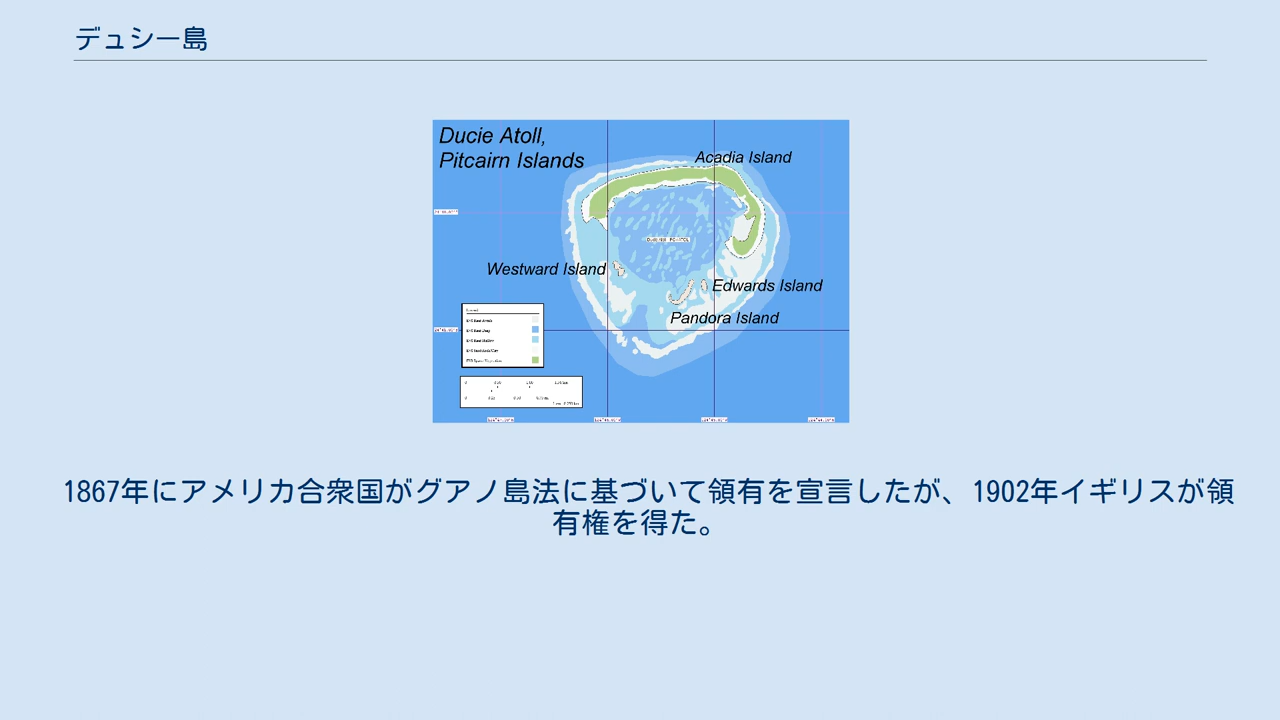 デュシー島
Ducie Atoll,
Pitcairn Islands
Acadia Island
Westward Island
Edwards Island
Pandora Island
1867年にアメリカ合衆国がグアノ島法に基づいて領有を宣言したが、1902年イギリスが領
有権を得た。